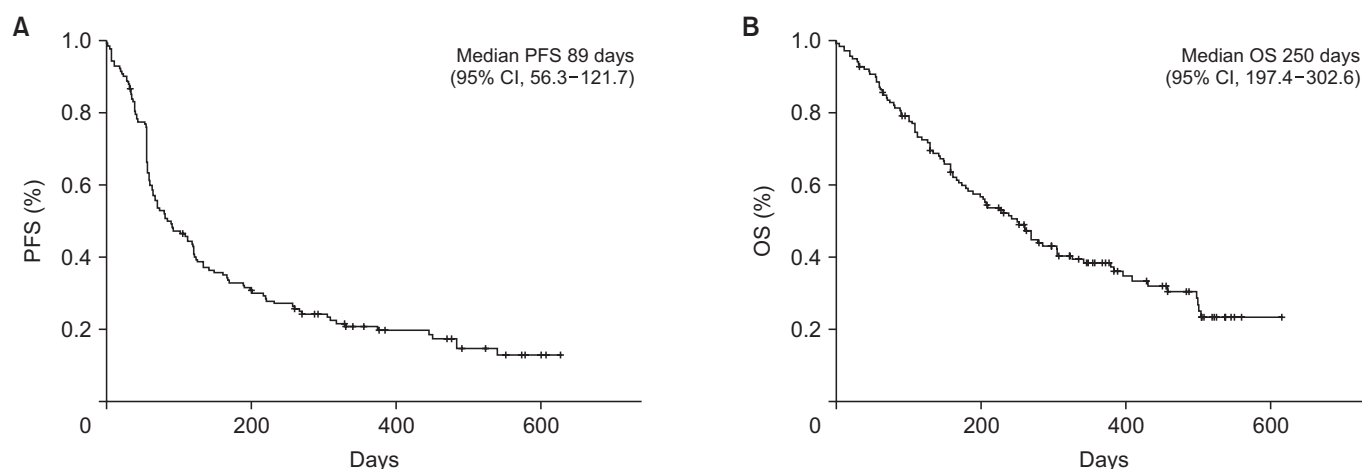 A
Median PFS 89 days
(95% CI, 56.3−121.7)
PFS (%)
1.0
0.8
0.6
0.4
0.2
0
200
400
600
Days
B
Median OS 250 days
(95% CI, 197.4−302.6)
OS (%)
1.0
0.8
0.6
0.4
0.2
0
200
400
600
Days